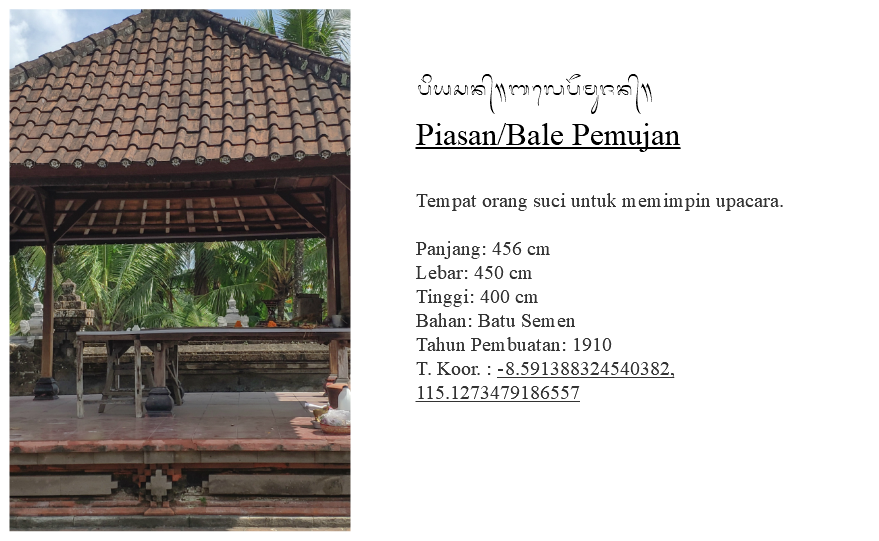 Piasan/Bale Pemujan
Tempat orang suci untuk memimpin upacara.
Panjang: 456 cm
Lebar: 450 cm
Tinggi: 400 cm
Bahan: Batu Semen
Tahun Pembuatan: 1910
T. Koor. : -8.591388324540382,
115.1273479186557